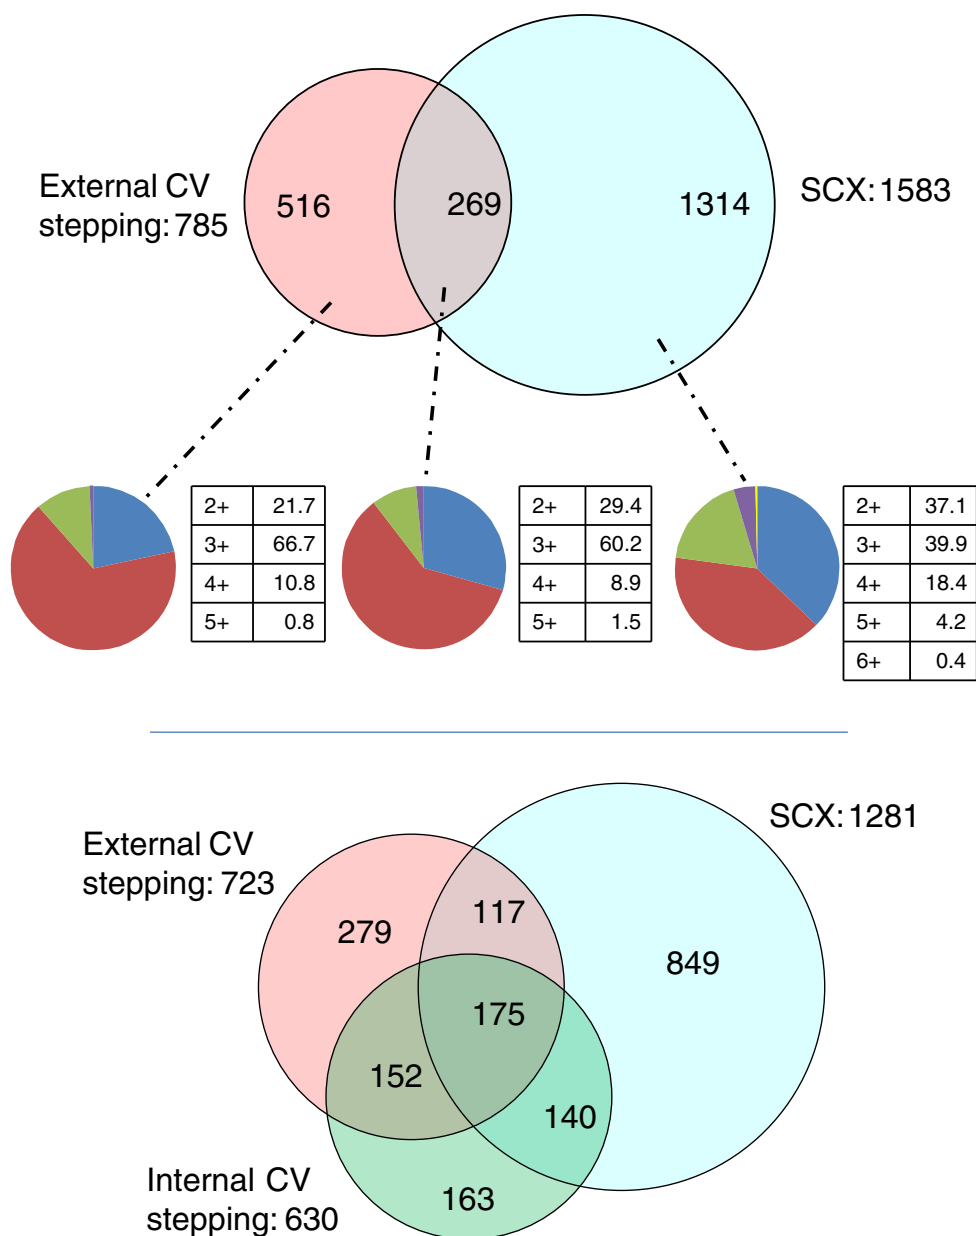 External CV
stepping: 785
516
269
1314
SCX: 1583
2+ 21.7
3+ 66.7
4+ 10.8
5+ 0.8
2+ 29.4
3+ 60.2
4+ 8.9
5+ 1.5
2+ 37.1
3+ 39.9
4+ 18.4
5+ 4.2
6+ 0.4
External CV
stepping: 723
SCX: 1281
279
117
849
175
152
140
163
Internal CV
stepping: 630